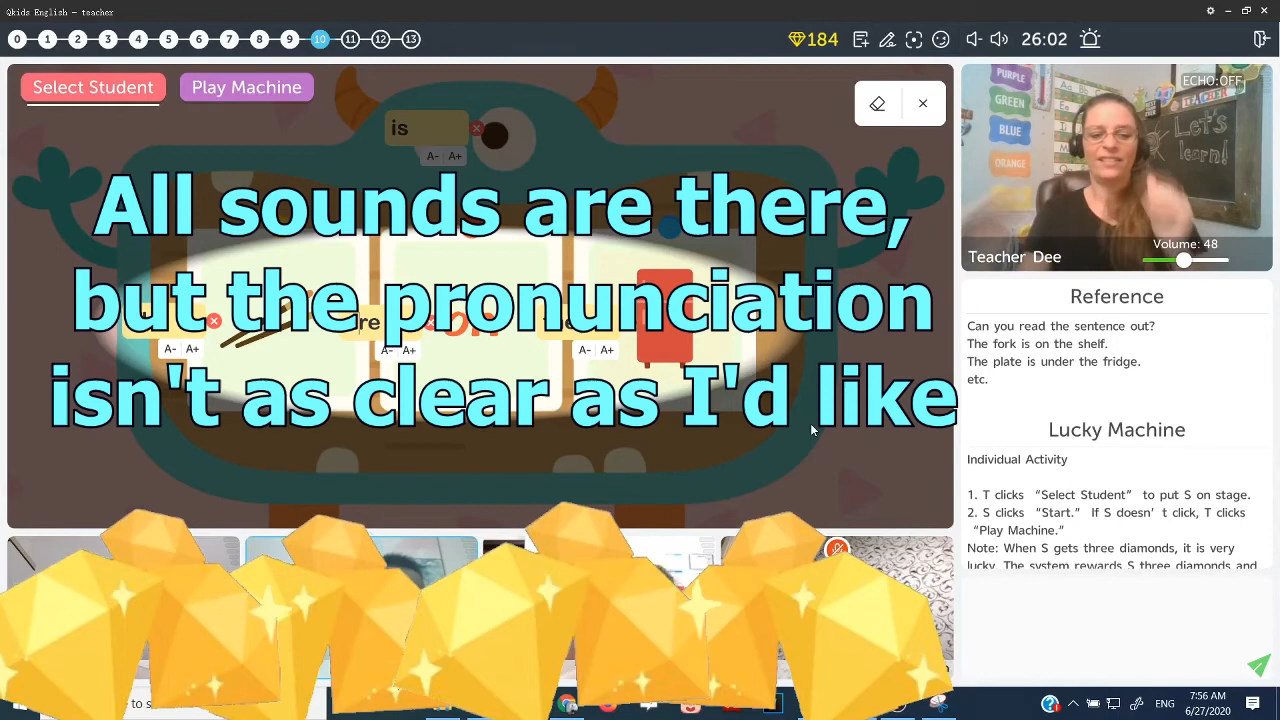 Qkids English – teacher
0 1 2 3 4 5 6 7 8 9 10 11 12 13
184
26:02
Select Student
Play Machine
is
A- A+
All sounds are there,
but the pronunciation
isn't as clear as I'd like
re
on
A- A+
A- A+
A- A+
PURPLE
GREEN
BLUE
ORANGE
ECHO:OFF
TEACHER
Let's
learn!
Teacher Dee
Volume: 48
Reference
Can you read the sentence out?
The fork is on the shelf.
The plate is under the fridge.
etc.
Lucky Machine
Individual Activity
1. T clicks “Select Student” to put S on stage.
2. S clicks “Start.” If S doesn’ t click, T clicks
“Play Machine.”
Note: When S gets three diamonds, it is very
lucky. The system rewards S three diamonds and
ENG
7:56 AM
6/27/2020